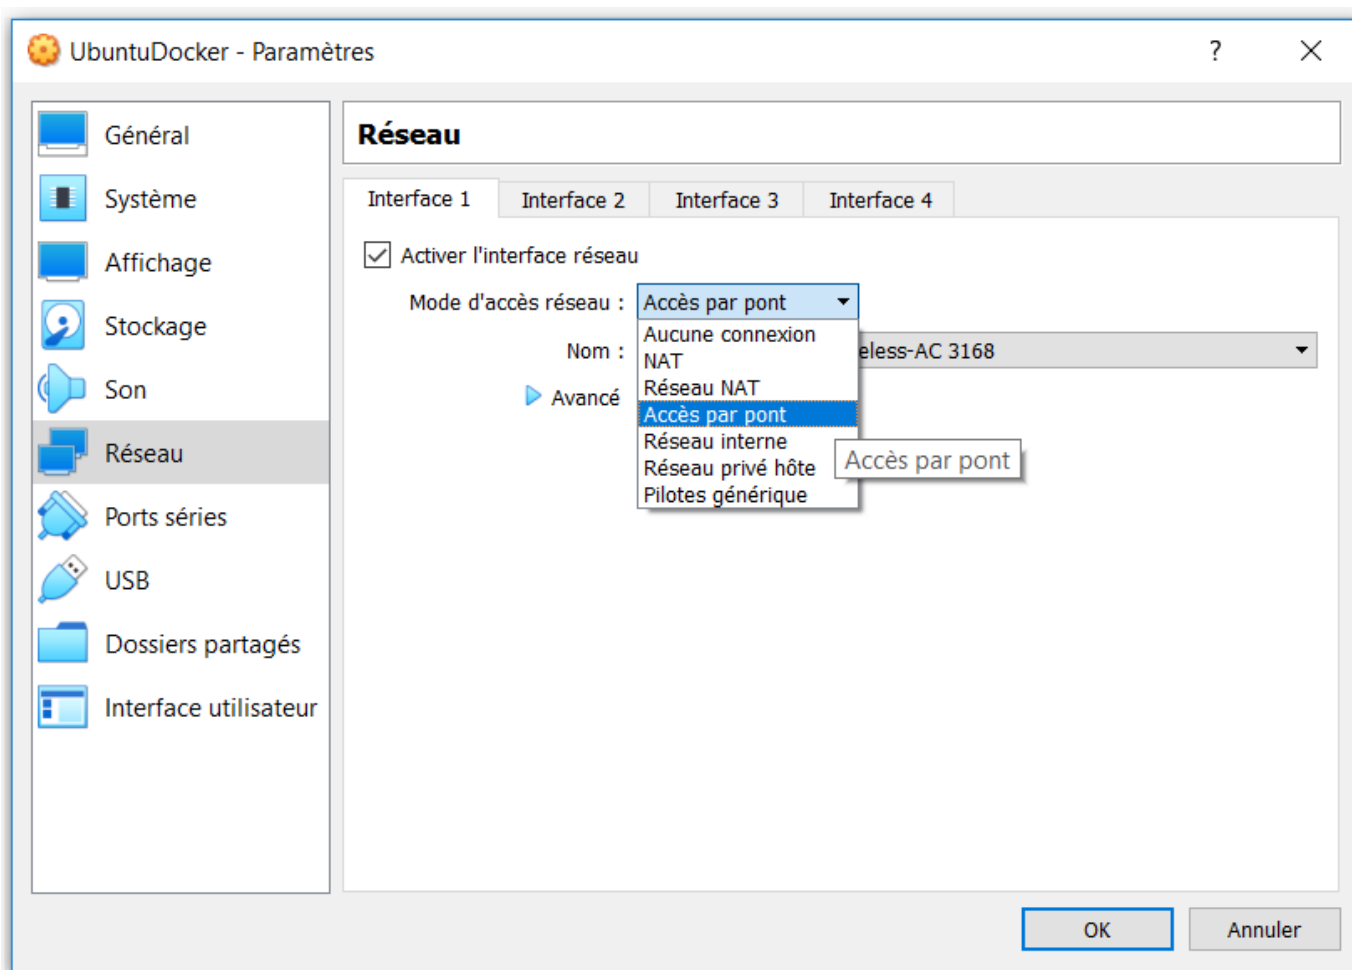 UbuntuDocker - Paramètres
?
Général
Système
Affichage
Stockage
Son
Réseau
Ports séries
USB
Dossiers partagés
Interface utilisateur
Réseau
Interface 1
Interface 2
Interface 3
Interface 4
Activer l'interface réseau
Mode d'accès réseau : Accès par pont
Aucune connexion
NAT
Réseau NAT
Accès par pont
Réseau interne
Réseau privé hôte
Pilotes générique
Accès par pont
Nom : eless-AC 3168
Avancé
OK
Annuler